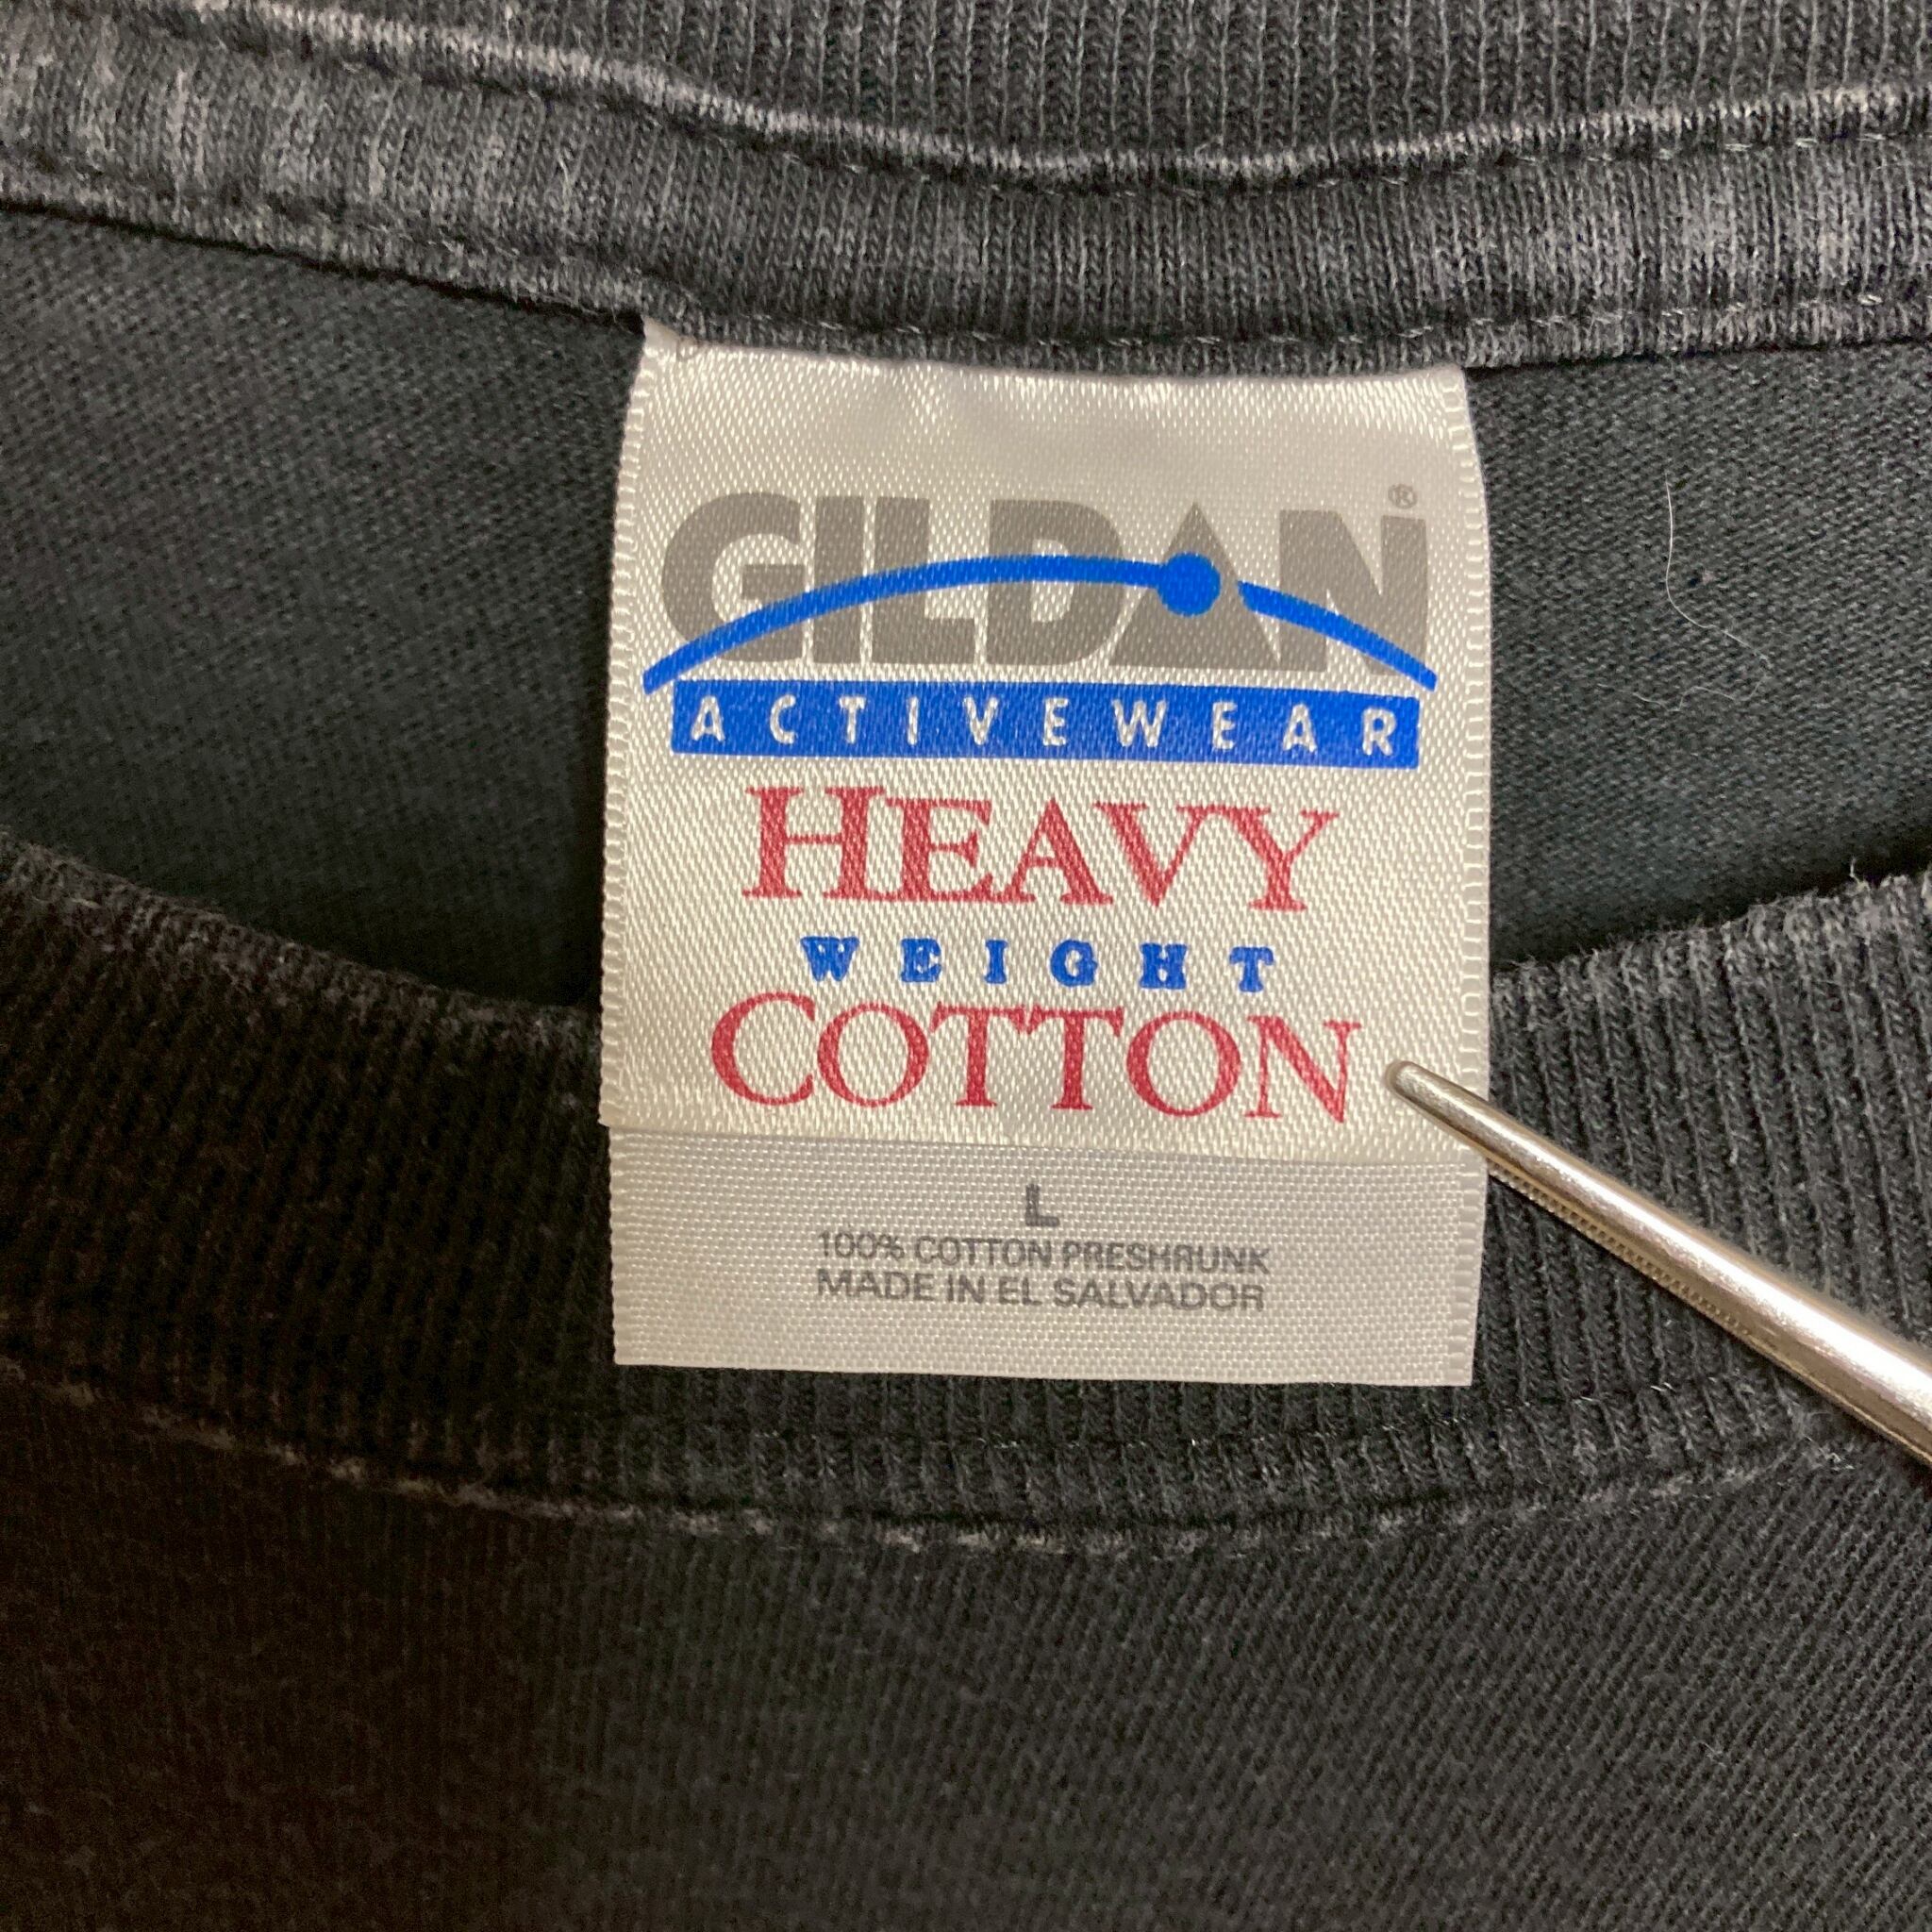 GILDAN®
ACTIVEWEAR
HEAVY
WEIGHT
COTTON
L
100% COTTON PRESHRUNK
MADE IN EL SALVADOR